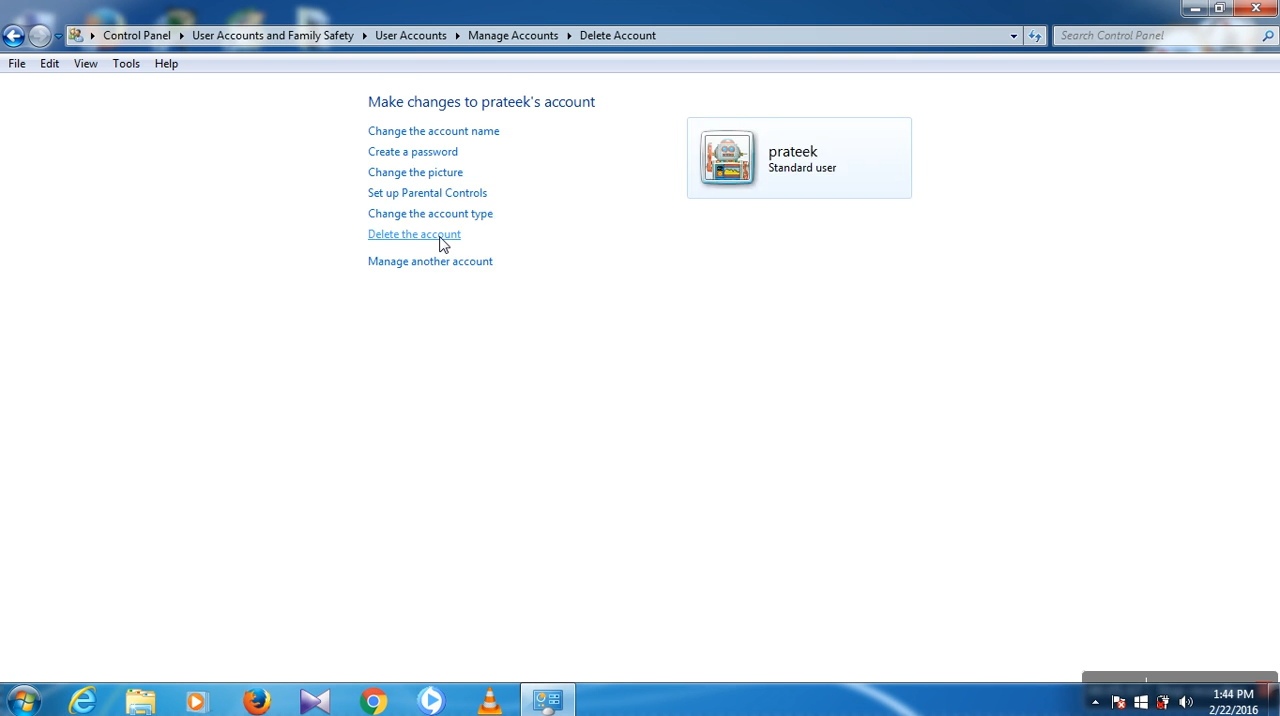 Control Panel User Accounts and Family Safety User Accounts Manage Accounts Delete Account Search Control Panel
File Edit View Tools Help
Make changes to prateek's account
Change the account name
Create a password
Change the picture
Set up Parental Controls
Change the account type
Delete the account
Manage another account
prateek
Standard user
1:44 PM
2/22/2016